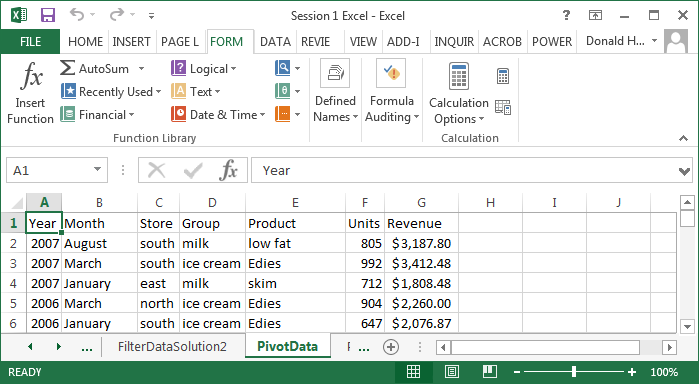 Session 1 Excel - Excel
FILE HOME INSERT PAGE L FORM DATA REVIE VIEW ADD-I INQUIR ACROB POWER Donald H...
fx Insert Function
AutoSum
Recently Used
Financial
Logical
Text
Date & Time
Defined Names
Formula Auditing
Calculation Options
Function Library Calculation
A1 fx Year
A B C D E F G H I J
1 Year Month Store Group Product Units Revenue
2 2007 August south milk low fat 805 $3,187.80
3 2007 March south ice cream Edies 992 $3,412.48
4 2007 January east milk skim 712 $1,808.48
5 2006 March north ice cream Edies 904 $2,260.00
6 2006 January south ice cream Edies 647 $2,076.87
... FilterDataSolution2 PivotData ...
READY 100%